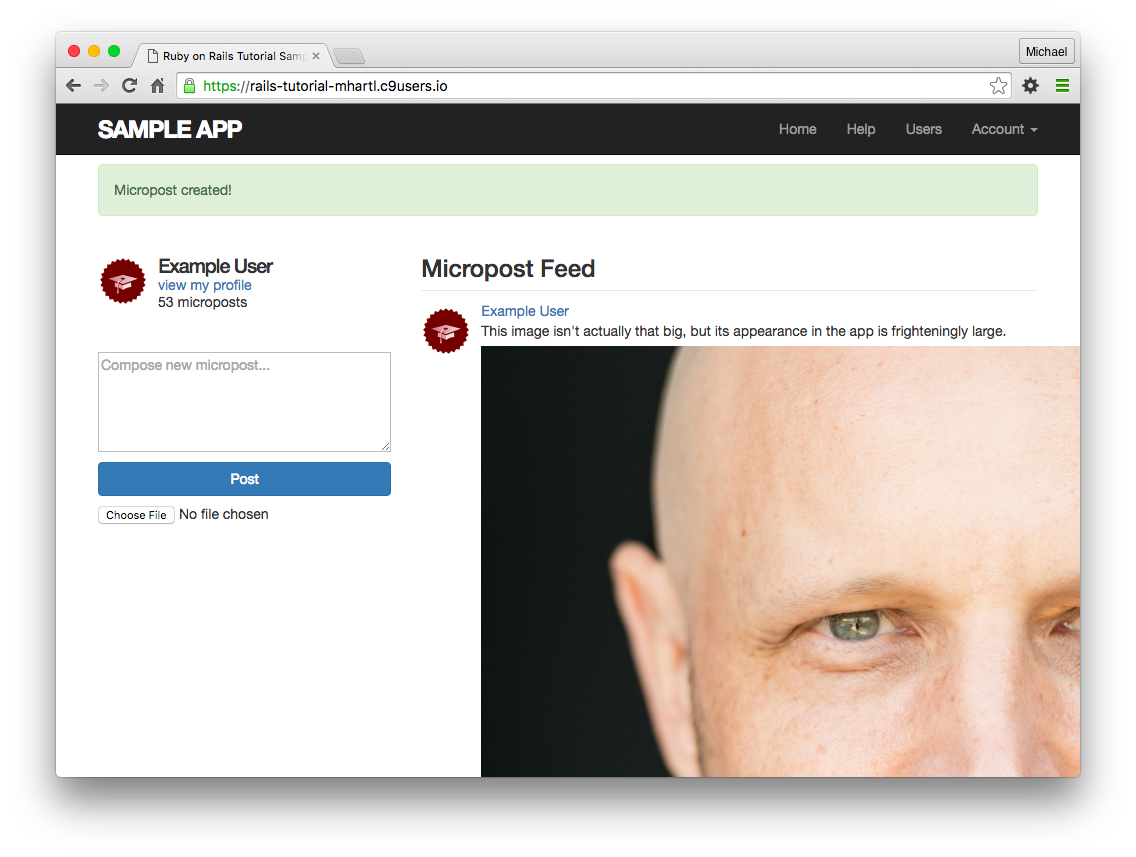 Ruby on Rails Tutorial Sam
Michael
https://rails-tutorial-mhartl.c9users.io
SAMPLE APP
Home
Help
Users
Account
Micropost created!
Example User
view my profile
53 microposts
Compose new micropost...
Post
Choose File No file chosen
Micropost Feed
Example User
This image isn't actually that big, but its appearance in the app is frighteningly large.